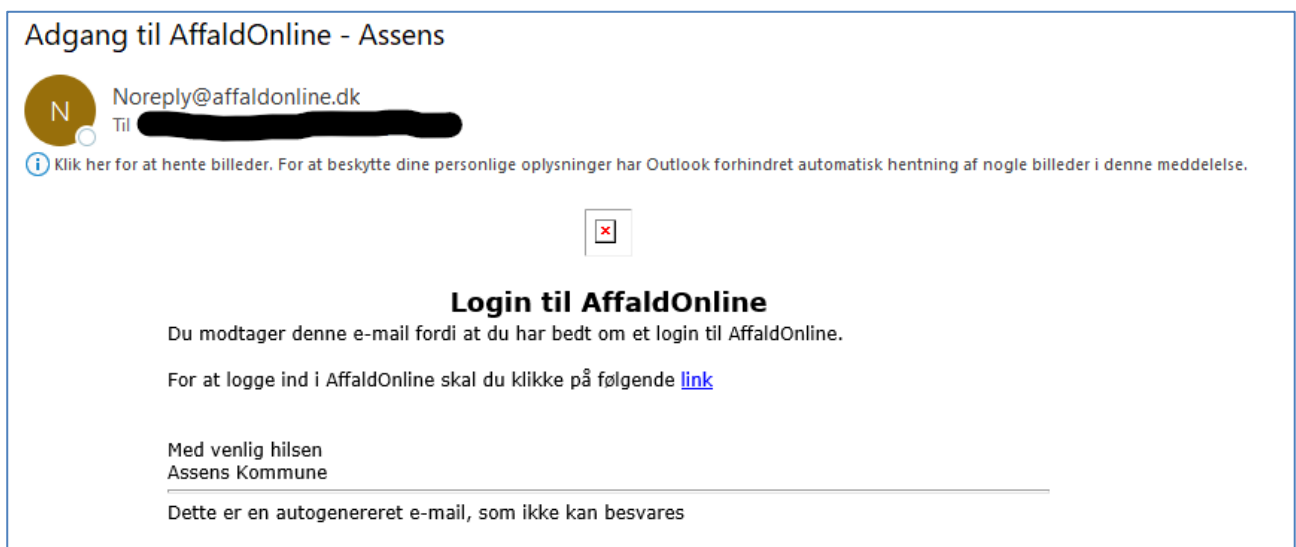 Adgang til AffaldOnline - Assens
N
Noreply@affaldonline.dk
Til
Klik her for at hente billeder. For at beskytte dine personlige oplysninger har Outlook forhindret automatisk hentning af nogle billeder i denne meddelelse.
Login til AffaldOnline
Du modtager denne e-mail fordi at du har bedt om et login til AffaldOnline.
For at logge ind i AffaldOnline skal du klikke på følgende link
Med venlig hilsen
Assens Kommune
Dette er en autogenereret e-mail, som ikke kan besvares